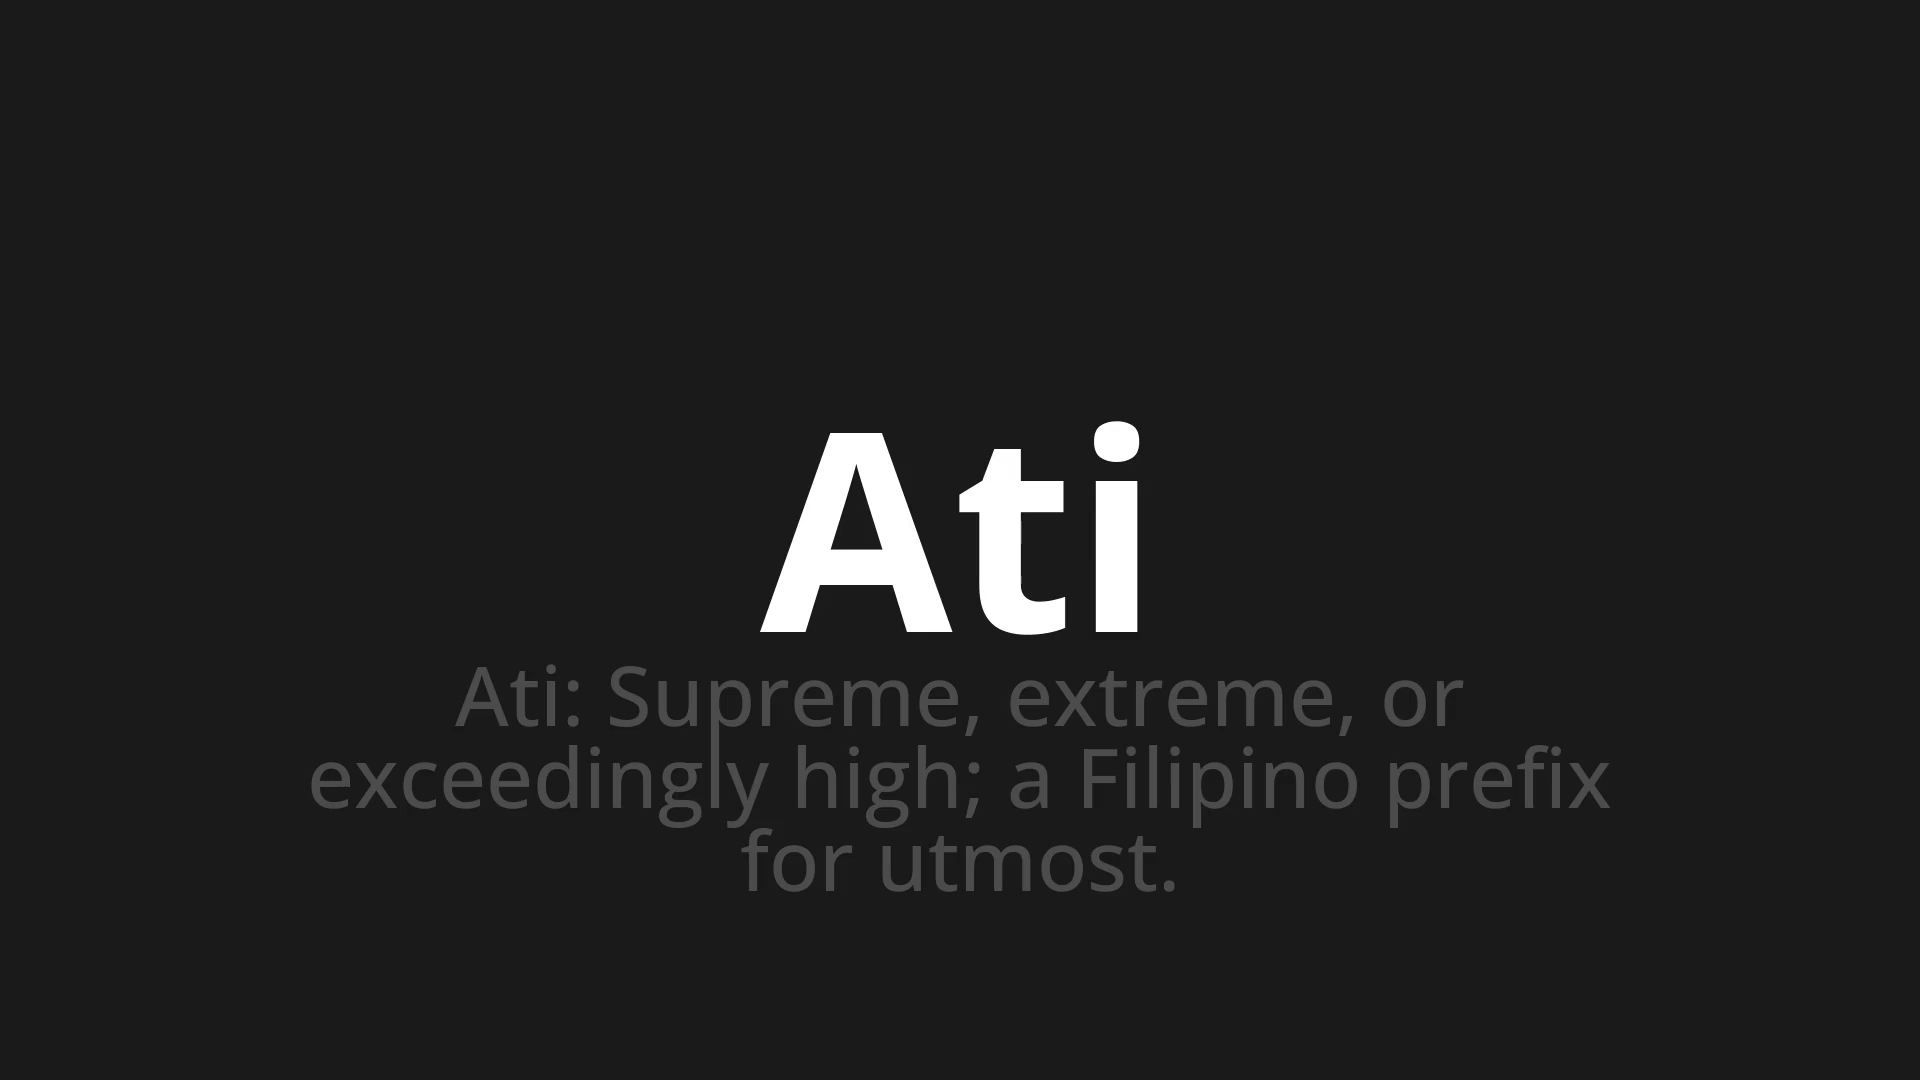 Ati
Ati: Supreme, extreme, or
exceedingly high; a Filipino prefix
for utmost.